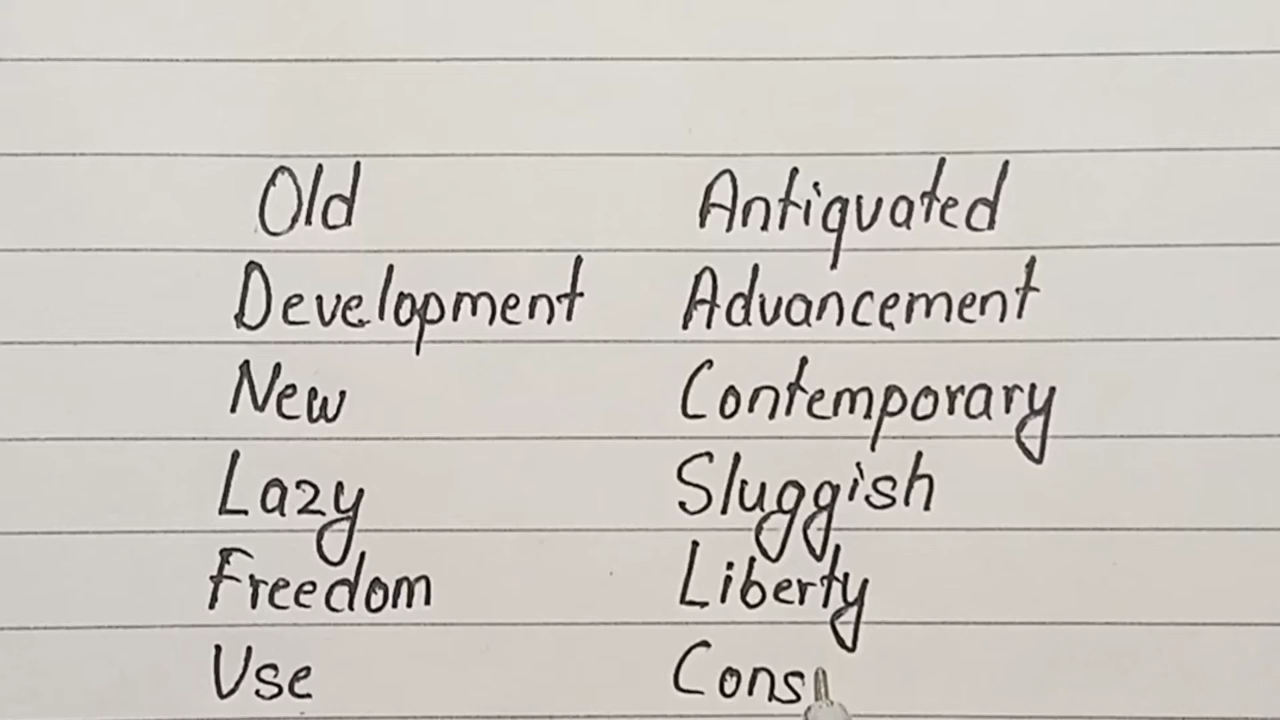 Old Antiquated
Development Advancement
New Contemporary
Lazy Sluggish
Freedom Liberty
Use Cons